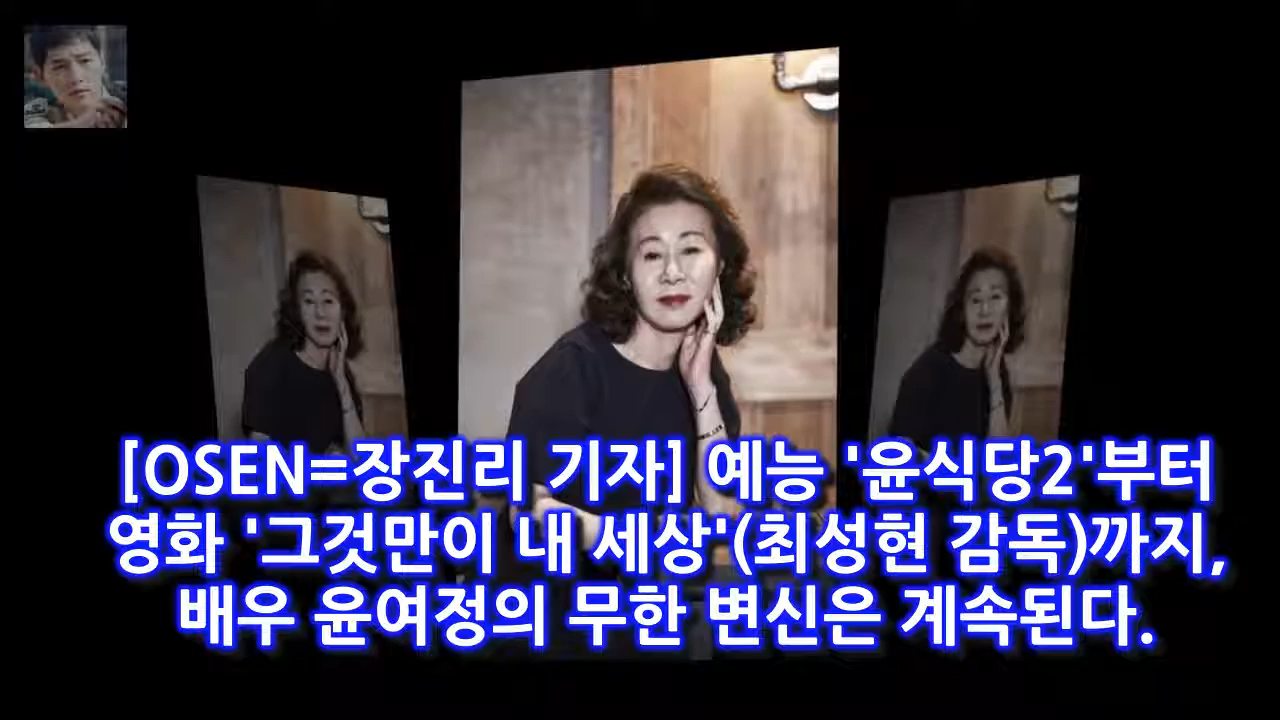 [OSEN=장진리 기자] 예능 '윤식당2'부터
영화 '그것만이 내 세상'(최성현 감독)까지,
배우 윤여정의 무한 변신은 계속된다.